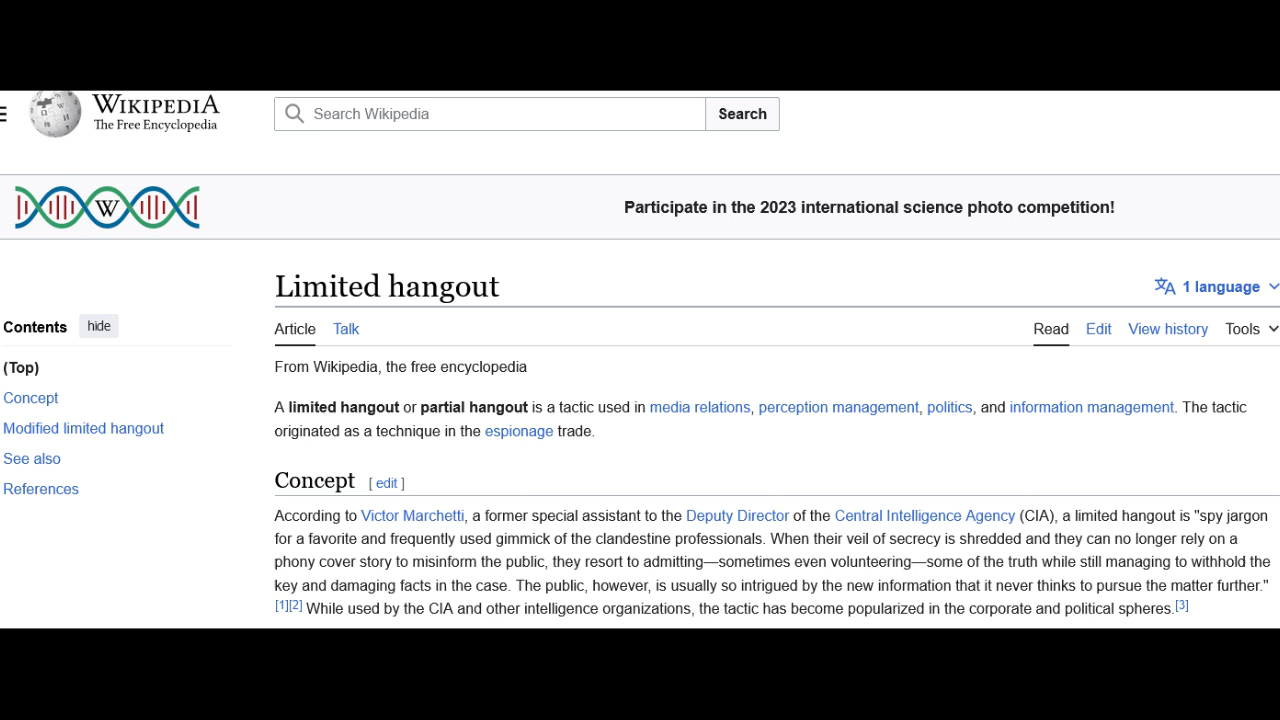 WIKIPEDIA
The Free Encyclopedia
Search Wikipedia
Search
W
Participate in the 2023 international science photo competition!
Limited hangout
1 language
Contents hide
Article Talk
Read Edit View history Tools
(Top)
Concept
Modified limited hangout
See also
References
From Wikipedia, the free encyclopedia
A limited hangout or partial hangout is a tactic used in media relations, perception management, politics, and information management. The tactic
originated as a technique in the espionage trade.
Concept [ edit ]
According to Victor Marchetti, a former special assistant to the Deputy Director of the Central Intelligence Agency (CIA), a limited hangout is "spy jargon
for a favorite and frequently used gimmick of the clandestine professionals. When their veil of secrecy is shredded and they can no longer rely on a
phony cover story to misinform the public, they resort to admitting—sometimes even volunteering—some of the truth while still managing to withhold the
key and damaging facts in the case. The public, however, is usually so intrigued by the new information that it never thinks to pursue the matter further."
[1][2] While used by the CIA and other intelligence organizations, the tactic has become popularized in the corporate and political spheres.[3]